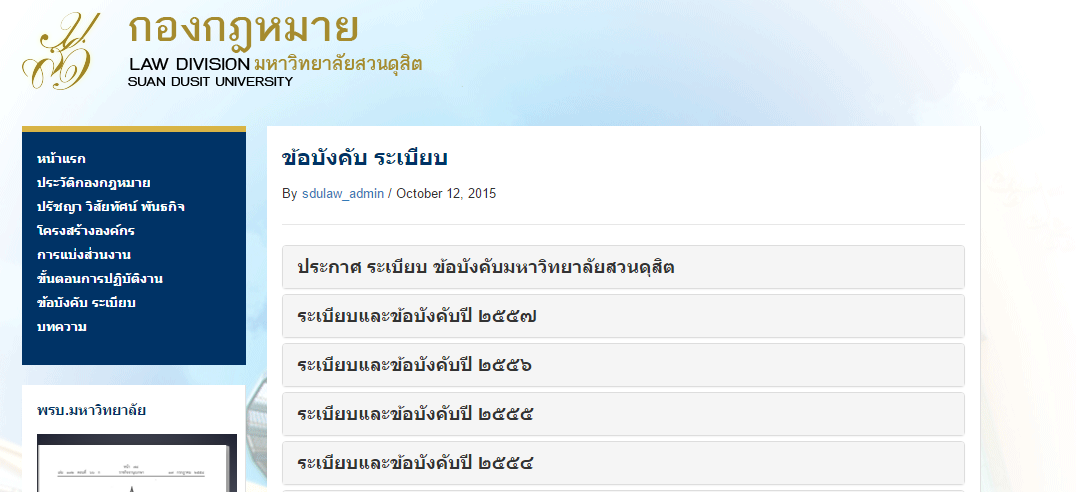 กองกฎหมาย
LAW DIVISION มหาวิทยาลัยสวนดุสิต
SUAN DUSIT UNIVERSITY
หน้าแรก
ประวัติกองกฎหมาย
ปรัชญา วิสัยทัศน์ พันธกิจ
โครงสร้างองค์กร
การแบ่งส่วนงาน
ขั้นตอนการปฏิบัติงาน
ข้อบังคับ ระเบียบ
บทความ
พรบ.มหาวิทยาลัย
ข้อบังคับ ระเบียบ
By sdulaw_admin / October 12, 2015
ประกาศ ระเบียบ ข้อบังคับมหาวิทยาลัยสวนดุสิต
ระเบียบและข้อบังคับปี ๒๕๕๗
ระเบียบและข้อบังคับปี ๒๕๕๖
ระเบียบและข้อบังคับปี ๒๕๕๕
ระเบียบและข้อบังคับปี ๒๕๕๔